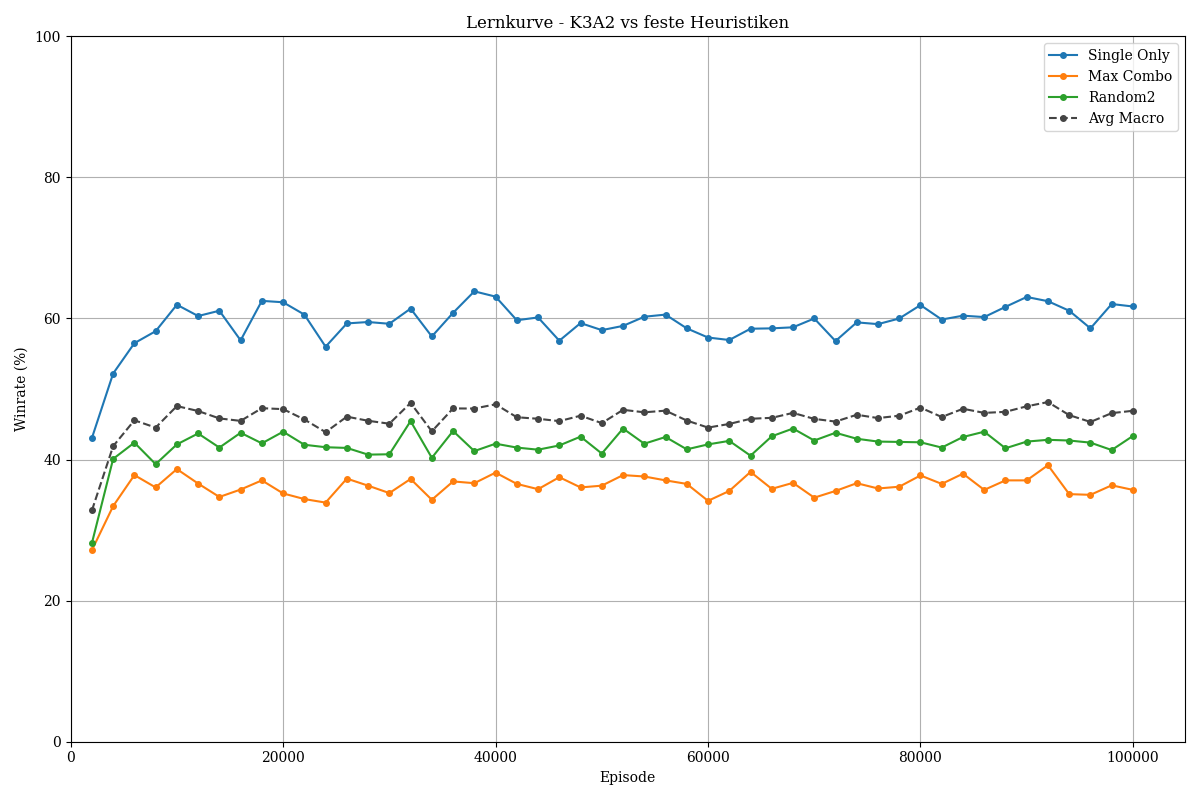 Lernkurve - K3A2 vs feste Heuristiken
Winrate (%)
100
80
60
40
20
0
Single Only
Max Combo
Random2
Avg Macro
0 20000 40000 60000 80000 100000
Episode